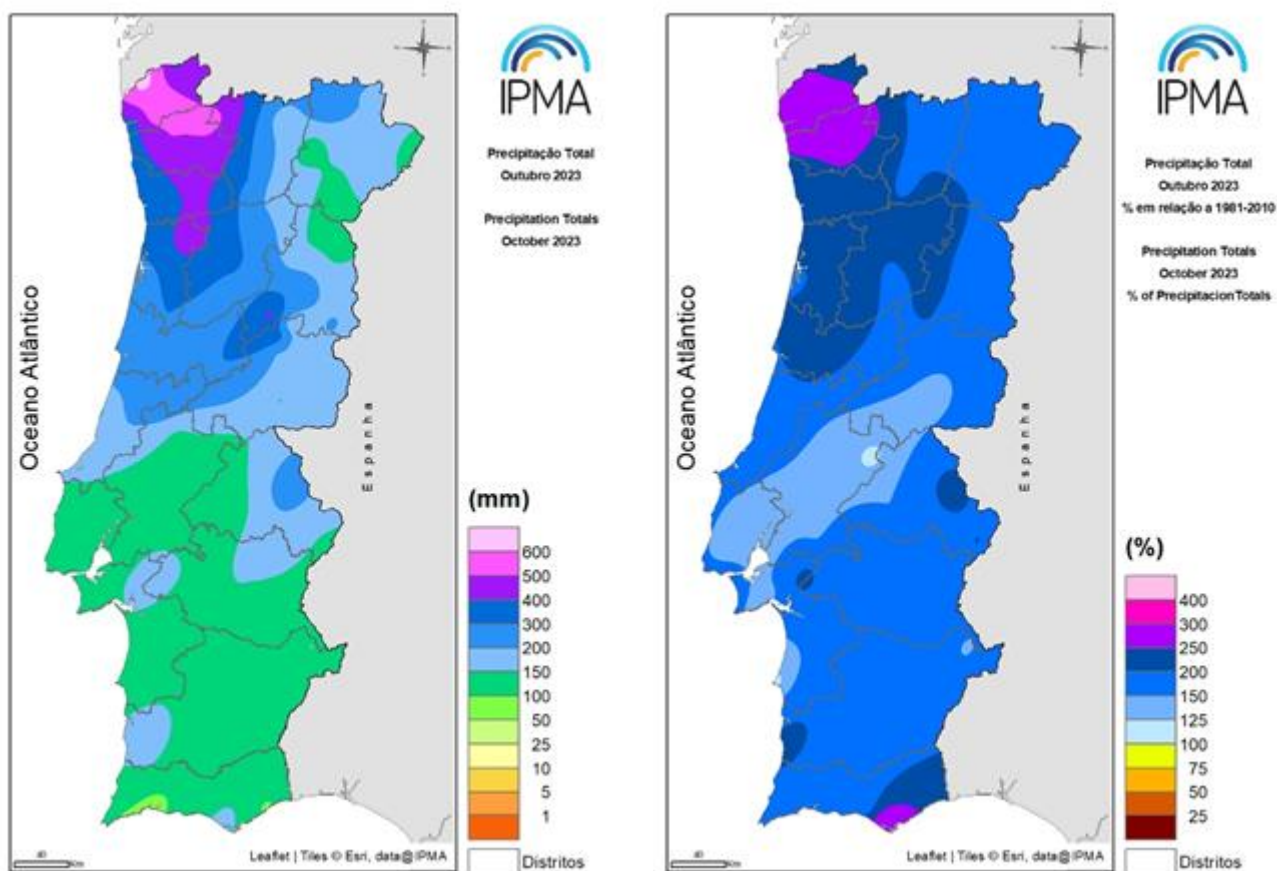 IPMA
Precipitação Total
Outubro 2023
Precipitation Totals
October 2023
Oceano Atlântico
Espanha
(mm)
600
500
400
300
200
150
100
50
25
10
5
1
Distritos
Leaflet | Tiles © Esri, data@IPMA
IPMA
Precipitação Total
Outubro 2023
% em relação a 1981-2010
Precipitation Totals
October 2023
% of PrecipitacionTotals
Oceano Atlântico
Espanha
(%)
400
300
250
200
150
125
100
75
50
25
Distritos
Leaflet | Tiles © Esri, data@IPMA